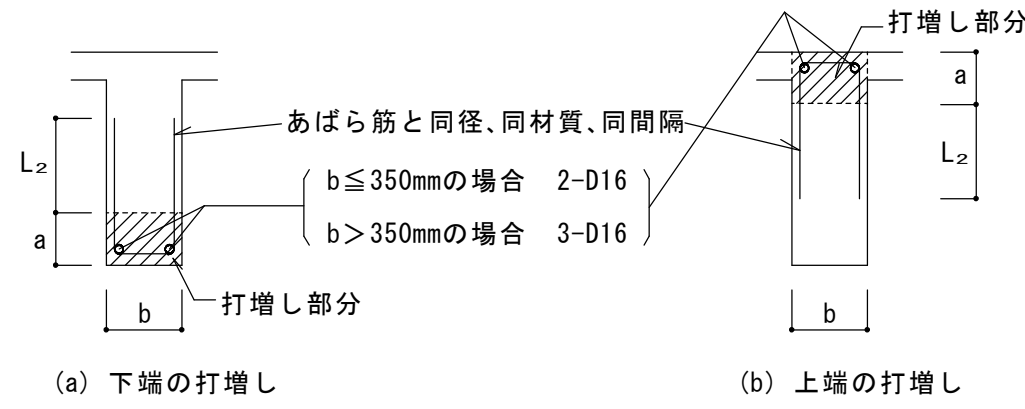 打増し部分
a
あばら筋と同径、同材質、同間隔
L₂
L₂
b≦350mmの場合 2-D16
b＞350mmの場合 3-D16
a
打増し部分
b
b
(a) 下端の打増し
(b) 上端の打増し